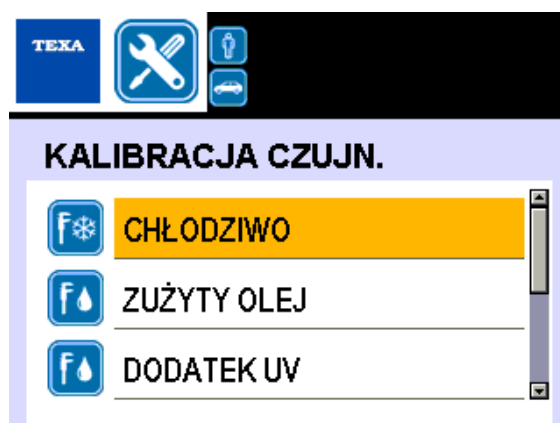 TEXA
KALIBRACJA CZUJN.
CHŁODZIWO
ZUŻYTY OLEJ
DODATEK UV